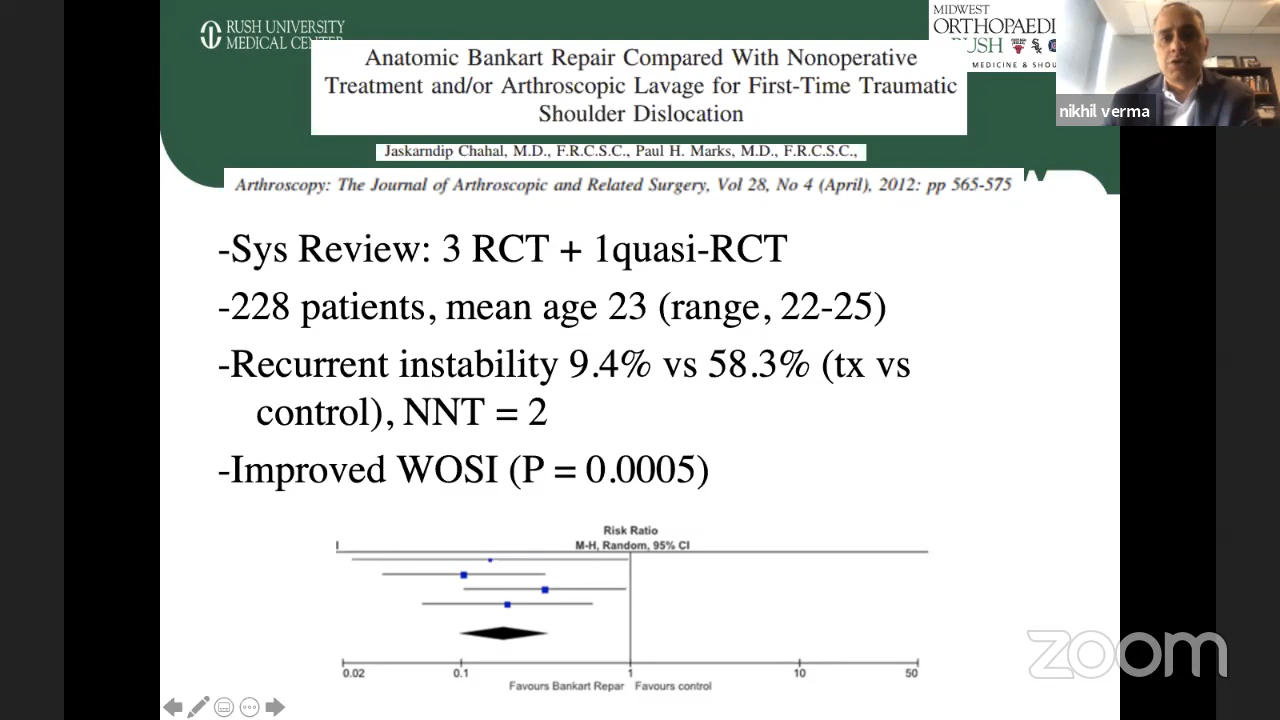 RUSH UNIVERSITY
MEDICAL CENTER
MIDWEST
ORTHOPAEDI
RUSH
MEDICINE & SHOU
nikhil verma
Anatomic Bankart Repair Compared With Nonoperative
Treatment and/or Arthroscopic Lavage for First-Time Traumatic
Shoulder Dislocation
Jaskarndip Chahal, M.D., F.R.C.S.C., Paul H. Marks, M.D., F.R.C.S.C.,
Arthroscopy: The Journal of Arthroscopic and Related Surgery, Vol 28, No 4 (April), 2012: pp 565-575
-Sys Review: 3 RCT + 1quasi-RCT
-228 patients, mean age 23 (range, 22-25)
-Recurrent instability 9.4% vs 58.3% (tx vs
control), NNT = 2
-Improved WOSI (P = 0.0005)
Risk Ratio
M-H, Random, 95% CI
0.02 0.1 1 10 50
Favours Bankart Repar Favours control
zoom